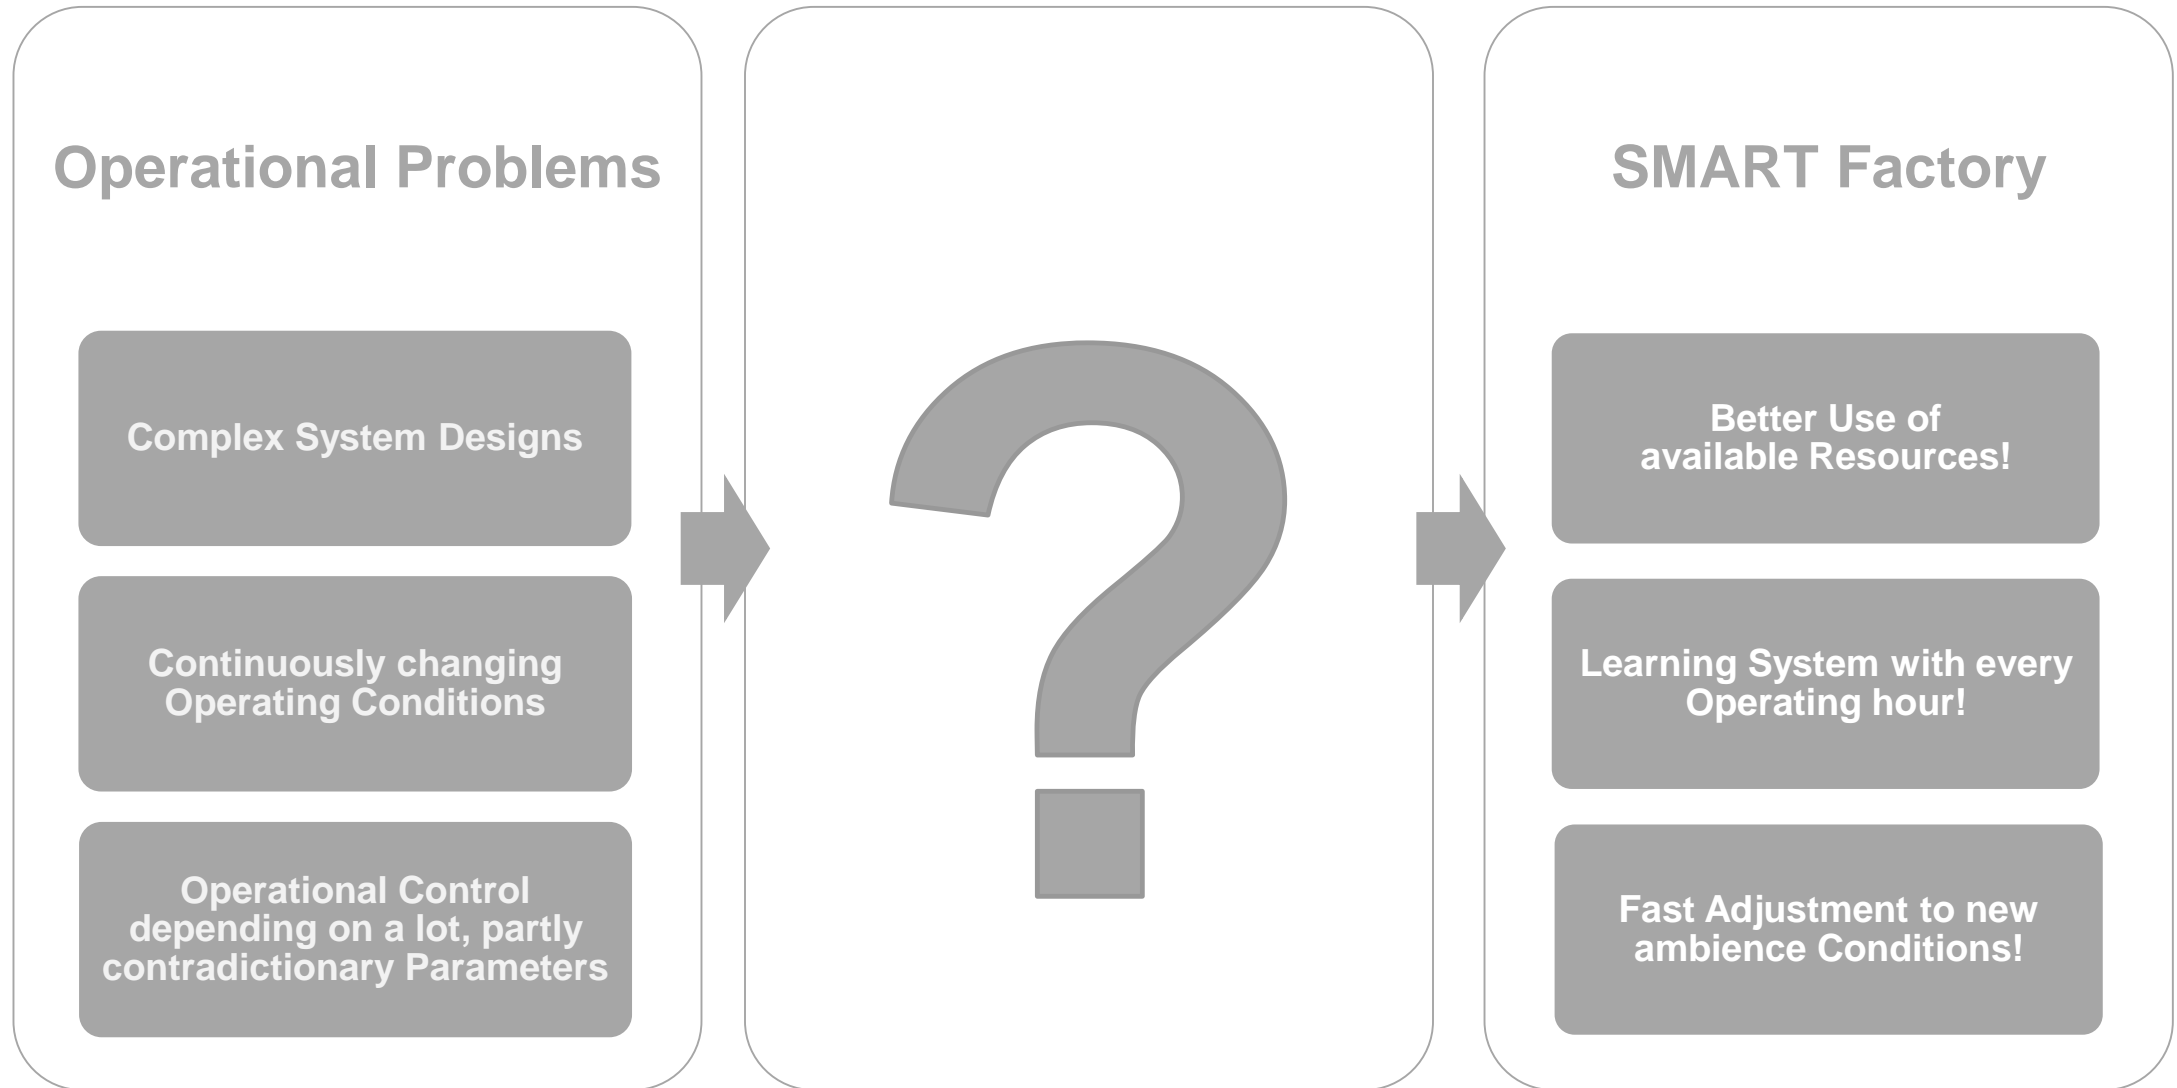 Operational Problems
Complex System Designs
Continuously changing
Operating Conditions
Operational Control
depending on a lot, partly
contradictionary Parameters
?
SMART Factory
Better Use of
available Resources!
Learning System with every
Operating hour!
Fast Adjustment to new
ambience Conditions!